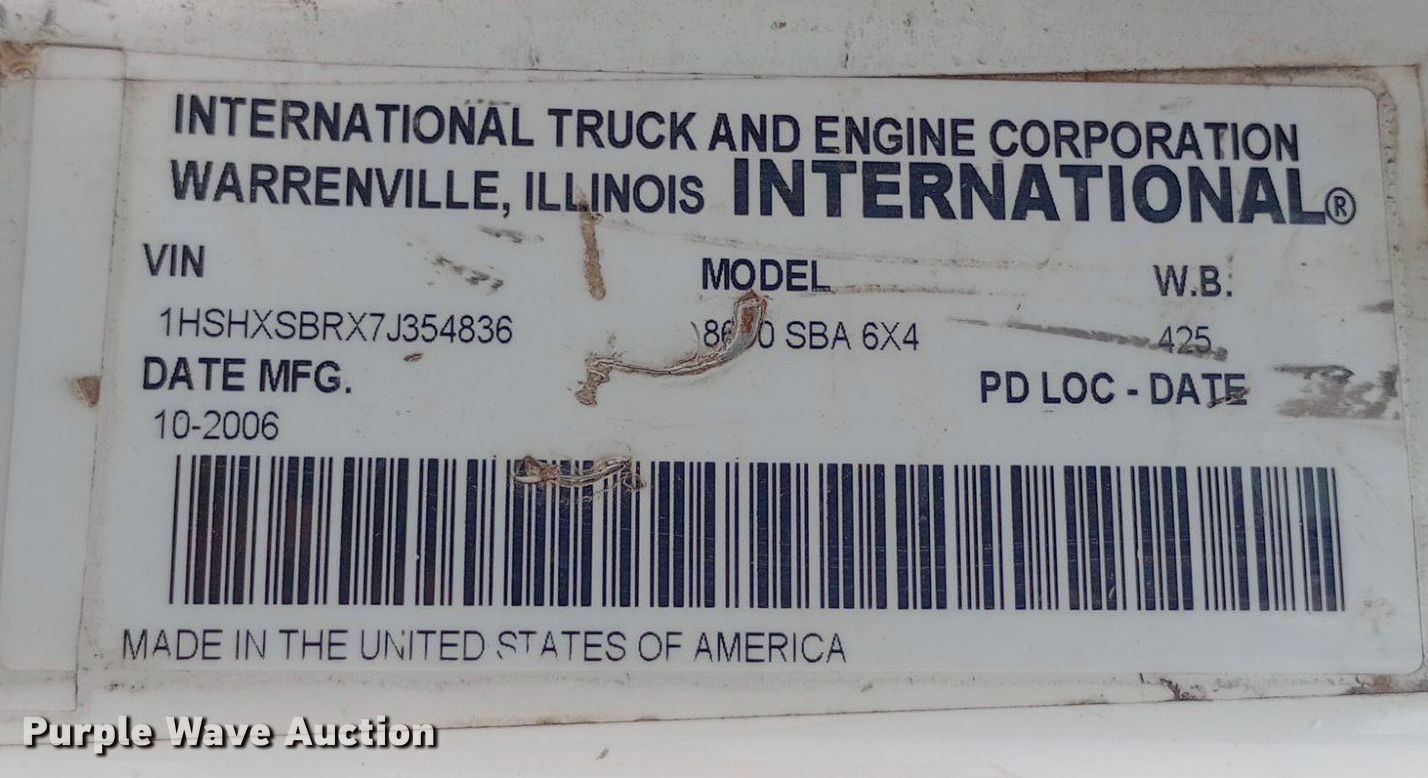 INTERNATIONAL TRUCK AND ENGINE CORPORATION
WARRENVILLE, ILLINOIS INTERNATIONAL®
VIN MODEL W.B.
1HSHXSBRX7J354836 SBA 6X4 425
DATE MFG. PD LOC - DATE
10-2006
MADE IN THE UNITED STATES OF AMERICA
Purple Wave Auction